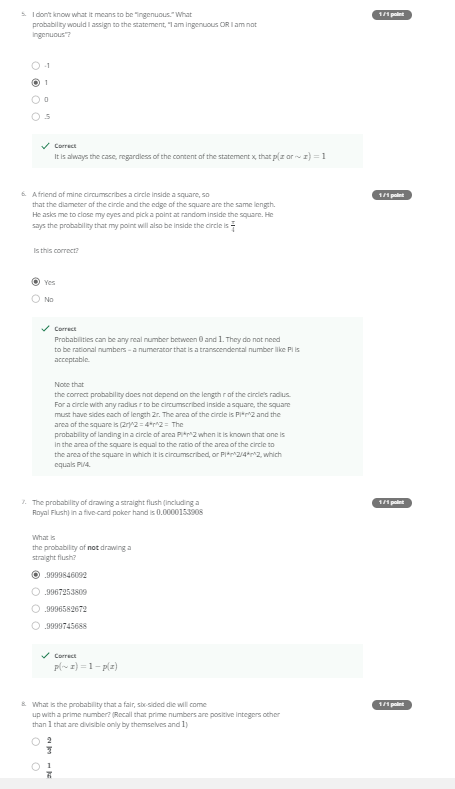 5. I don't know what it means to be "ingenuous." What
probability would I assign to the statement, "I am ingenuous OR I am not
ingenuous"?
1 / 1 point
-1
1
0
.5
Correct
It is always the case, regardless of the content of the statement x, that p(x or ∼ x) = 1
6. A friend of mine circumscribes a circle inside a square, so
that the diameter of the circle and the edge of the square are the same length.
He asks me to close my eyes and pick a point at random inside the square. He
says the probability that my point will also be inside the circle is π/4
1 / 1 point
Is this correct?
Yes
No
Correct
Probabilities can be any real number between 0 and 1. They do not need
to be rational numbers – a numerator that is a transcendental number like Pi is
acceptable.
Note that
the correct probability does not depend on the length r of the circle's radius.
For a circle with any radius r to be circumscribed inside a square, the square
must have sides each of length 2r. The area of the circle is Pi*r^2 and the
area of the square is (2r)^2 = 4*r^2 = The
probability of landing in a circle of area Pi*r^2 when it is known that one is
in the area of the square is equal to the ratio of the area of the circle to
the area of the square in which it is circumscribed, or Pi*r^2/4*r^2, which
equals Pi/4.
7. The probability of drawing a straight flush (including a
Royal Flush) in a five-card poker hand is 0.0000153908
1 / 1 point
What is
the probability of not drawing a
straight flush?
.9999846092
.9967253809
.9996582672
.9999745688
Correct
p(∼ x) = 1 − p(x)
8. What is the probability that a fair, six-sided die will come
up with a prime number? (Recall that prime numbers are positive integers other
than 1 that are divisible only by themselves and 1)
1 / 1 point
2/3
1/6